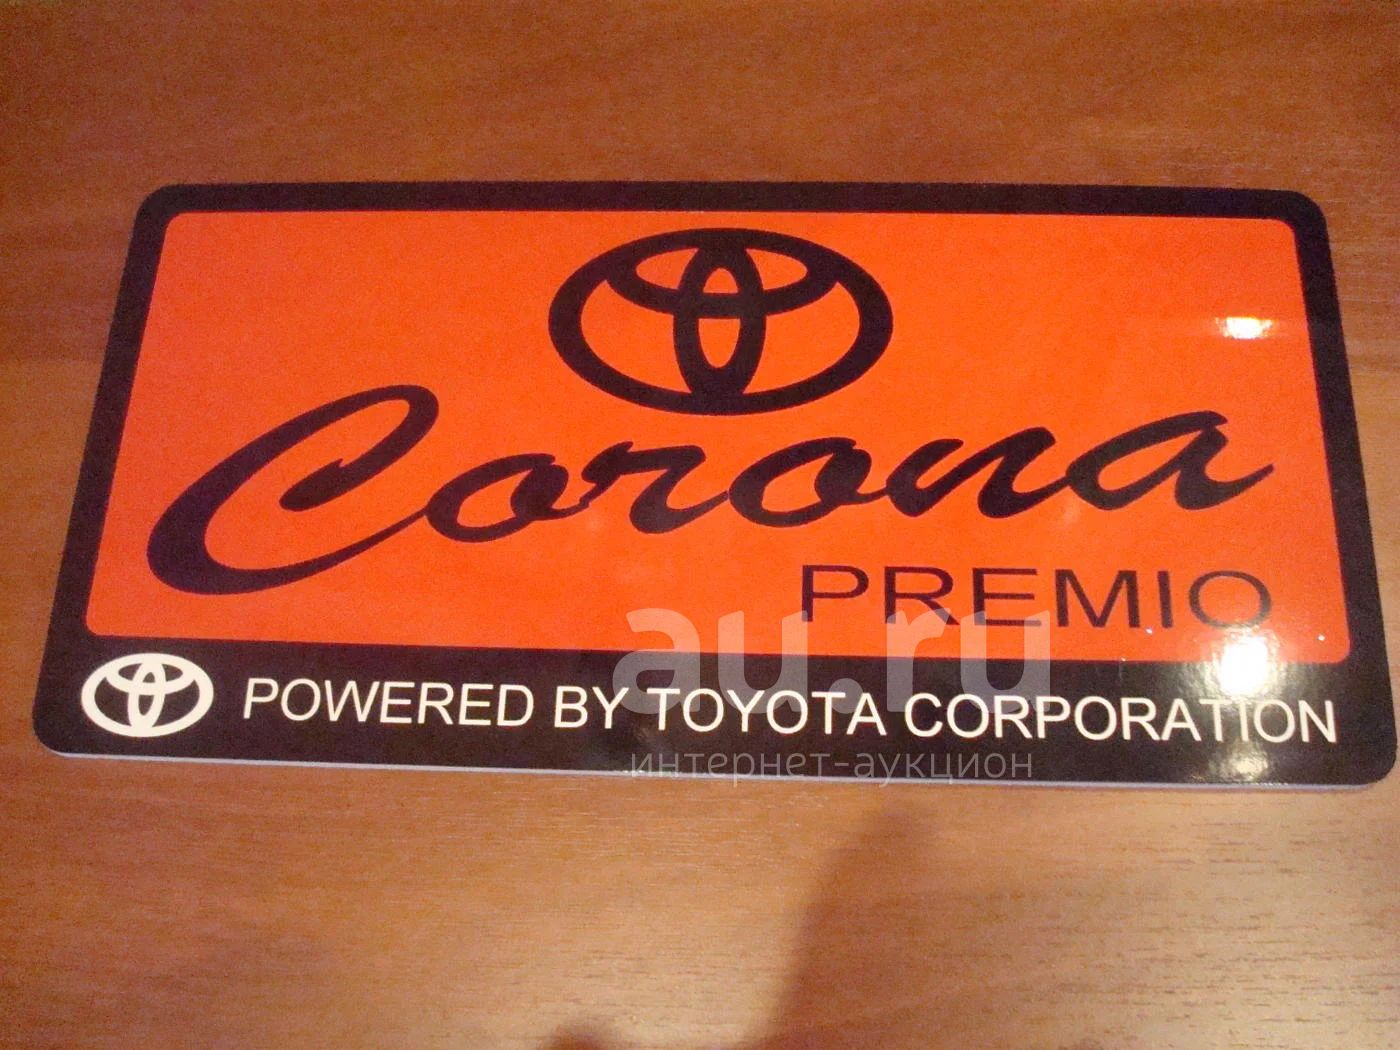 Corona
PREMIO
au.ru
POWERED BY TOYOTA CORPORATION
интернет-аукцион